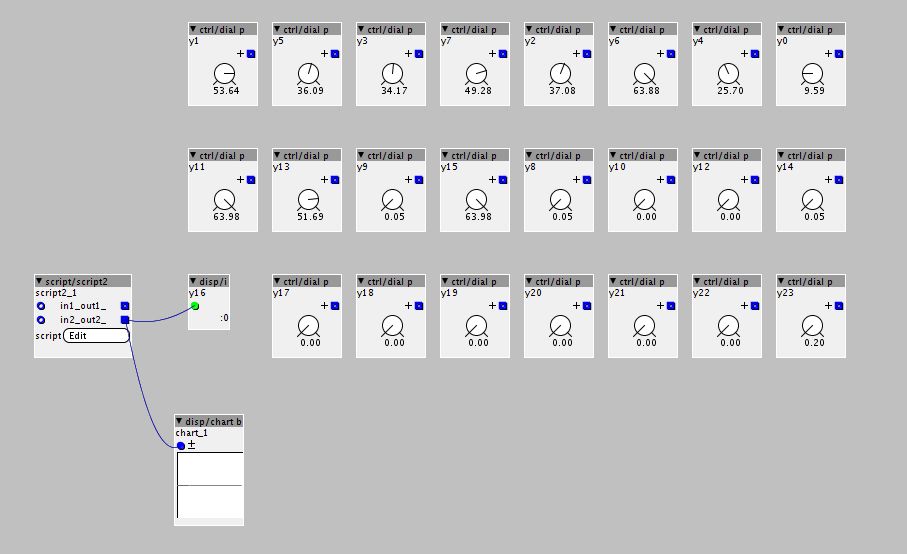 ctrl/dial p ctrl/dial p ctrl/dial p ctrl/dial p ctrl/dial p ctrl/dial p ctrl/dial p ctrl/dial p
y1 y5 y3 y7 y2 y6 y4 y0
+ + + + + + + +
53.64 36.09 34.17 49.28 37.08 63.88 25.70 9.59
ctrl/dial p ctrl/dial p ctrl/dial p ctrl/dial p ctrl/dial p ctrl/dial p ctrl/dial p ctrl/dial p
y11 y13 y9 y15 y8 y10 y12 y14
+ + + + + + + +
63.98 51.69 0.05 63.98 0.05 0.00 0.00 0.05
script/script2 disp/i ctrl/dial p ctrl/dial p ctrl/dial p ctrl/dial p ctrl/dial p ctrl/dial p ctrl/dial p
script2_1 y16 y17 y18 y19 y20 y21 y22 y23
in1_out1_ + + + + + + +
in2_out2_ :0
script Edit 0.00 0.00 0.00 0.00 0.00 0.00 0.20
disp/chart b
chart_1
±